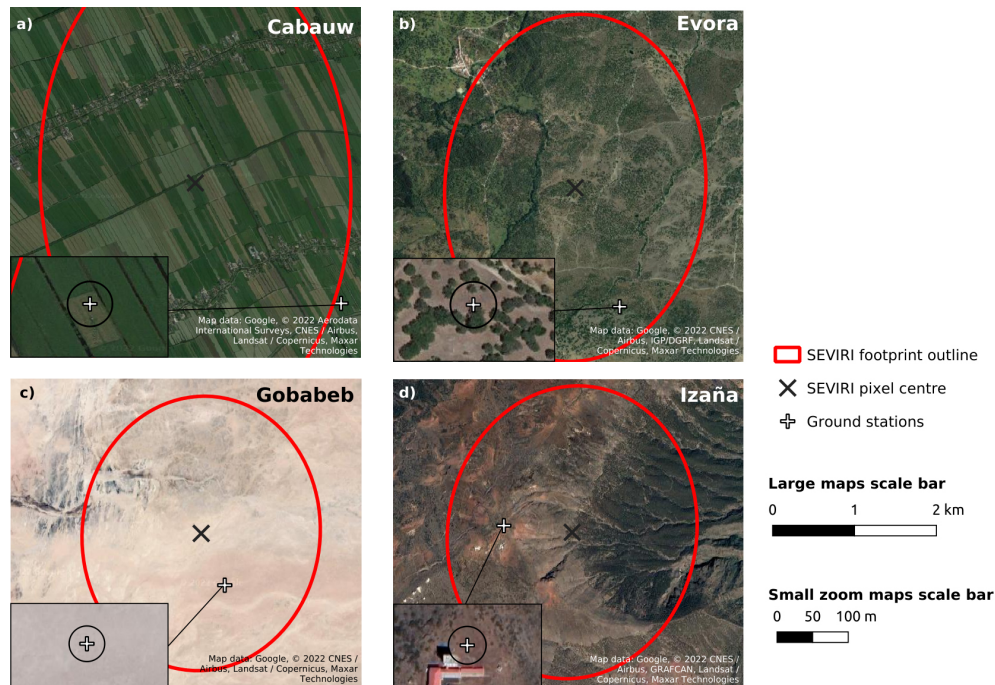 a)
Cabauw
Map data: Google, © 2022 Aerodata
International Surveys, CNES / Airbus,
Landsat / Copernicus, Maxar
Technologies
b)
Evora
Map data: Google, © 2022 CNES /
Airbus, IGP/DGRF, Landsat /
Copernicus, Maxar Technologies
c)
Gobabeb
Map data: Google, © 2022 CNES /
Airbus, Landsat / Copernicus, Maxar
Technologies
d)
Izaña
Map data: Google, © 2022 CNES /
Airbus, GRAFCAN, Landsat /
Copernicus, Maxar Technologies
SEVIRI footprint outline
SEVIRI pixel centre
Ground stations
Large maps scale bar
0 1 2 km
Small zoom maps scale bar
0 50 100 m